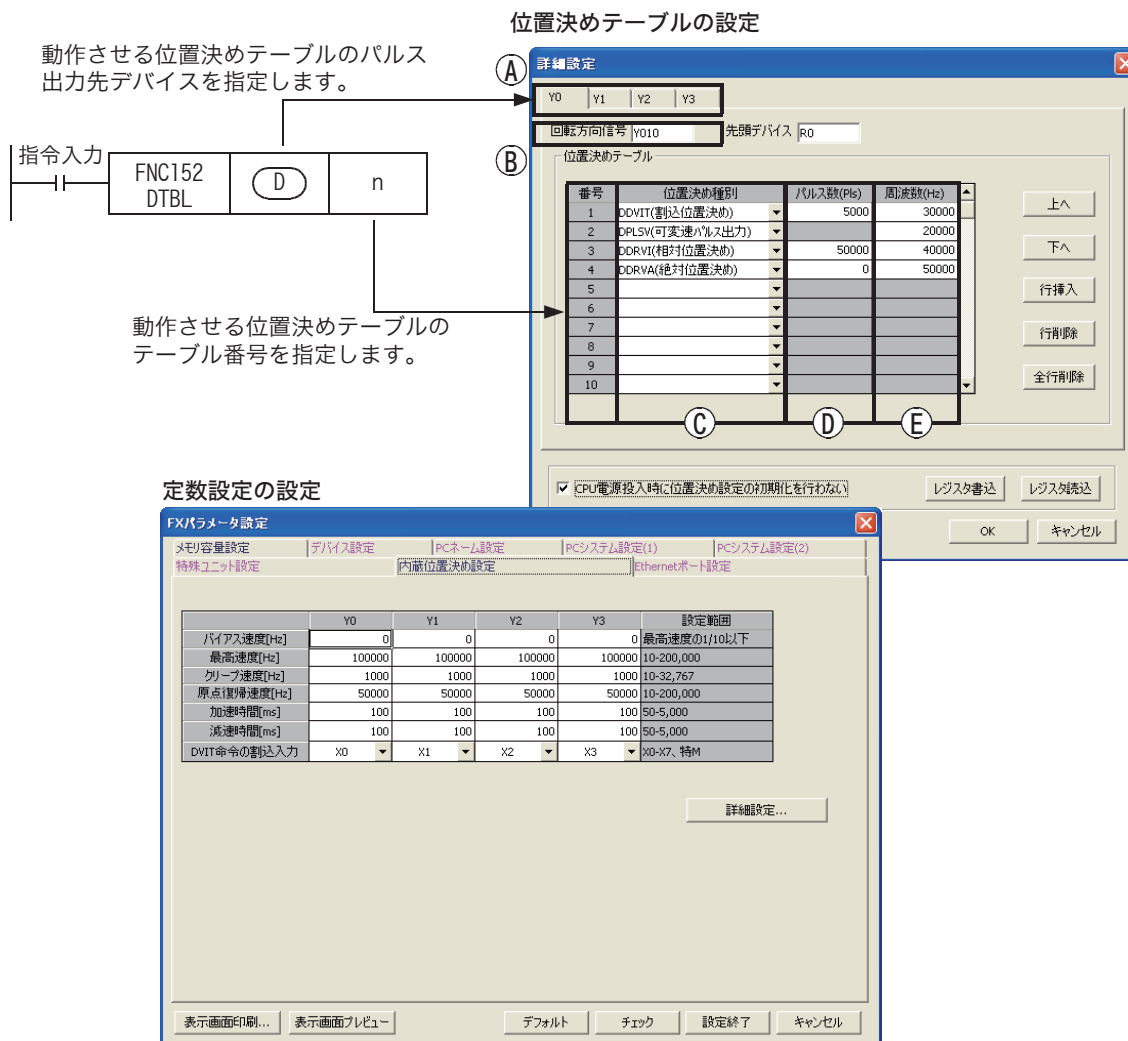 位置決めテーブルの設定
動作させる位置決めテーブルのパルス
出力先デバイスを指定します。
指令入力
FNC152
DTBL
D
n
動作させる位置決めテーブルの
テーブル番号を指定します。
詳細設定
A
Y0 Y1 Y2 Y3
B
回転方向信号 Y010 先頭デバイス R0
位置決めテーブル
番号 位置決め種別 パルス数(Pls) 周波数(Hz)
1 DDVIT(割込位置決め) 5000 30000
2 DPLSV(可変速パルス出力) 20000
3 DDRVI(相対位置決め) 50000 40000
4 DDRVA(絶対位置決め) 0 50000
5
6
7
8
9
10
上へ
下へ
行挿入
行削除
全行削除
C D E
CPU電源投入時に位置決め設定の初期化を行わない
レジスタ書込 レジスタ読込
OK キャンセル
定数設定の設定
FXパラメータ設定
メモリ容量設定 デバイス設定 PCネーム設定 PCシステム設定(1) PCシステム設定(2)
特殊ユニット設定 内蔵位置決め設定 Ethernetポート設定
Y0 Y1 Y2 Y3 設定範囲
バイアス速度[Hz] 0 0 0 0 最高速度の1/10以下
最高速度[Hz] 100000 100000 100000 100000 10-200,000
クリープ速度[Hz] 1000 1000 1000 1000 10-32,767
原点復帰速度[Hz] 50000 50000 50000 50000 10-200,000
加速時間[ms] 100 100 100 100 50-5,000
減速時間[ms] 100 100 100 100 50-5,000
DVIT命令の割込入力 X0 X1 X2 X3 X0-X7、特M
詳細設定...
表示画面印刷... 表示画面プレビュー デフォルト チェック 設定終了 キャンセル